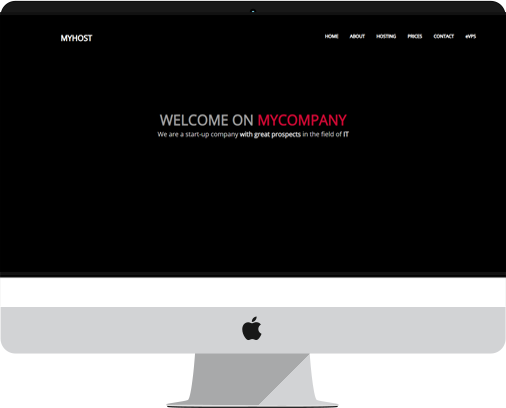 MYHOST
HOME ABOUT HOSTING PRICES CONTACT eVPS
WELCOME ON MYCOMPANY
We are a start-up company with great prospects in the field of IT